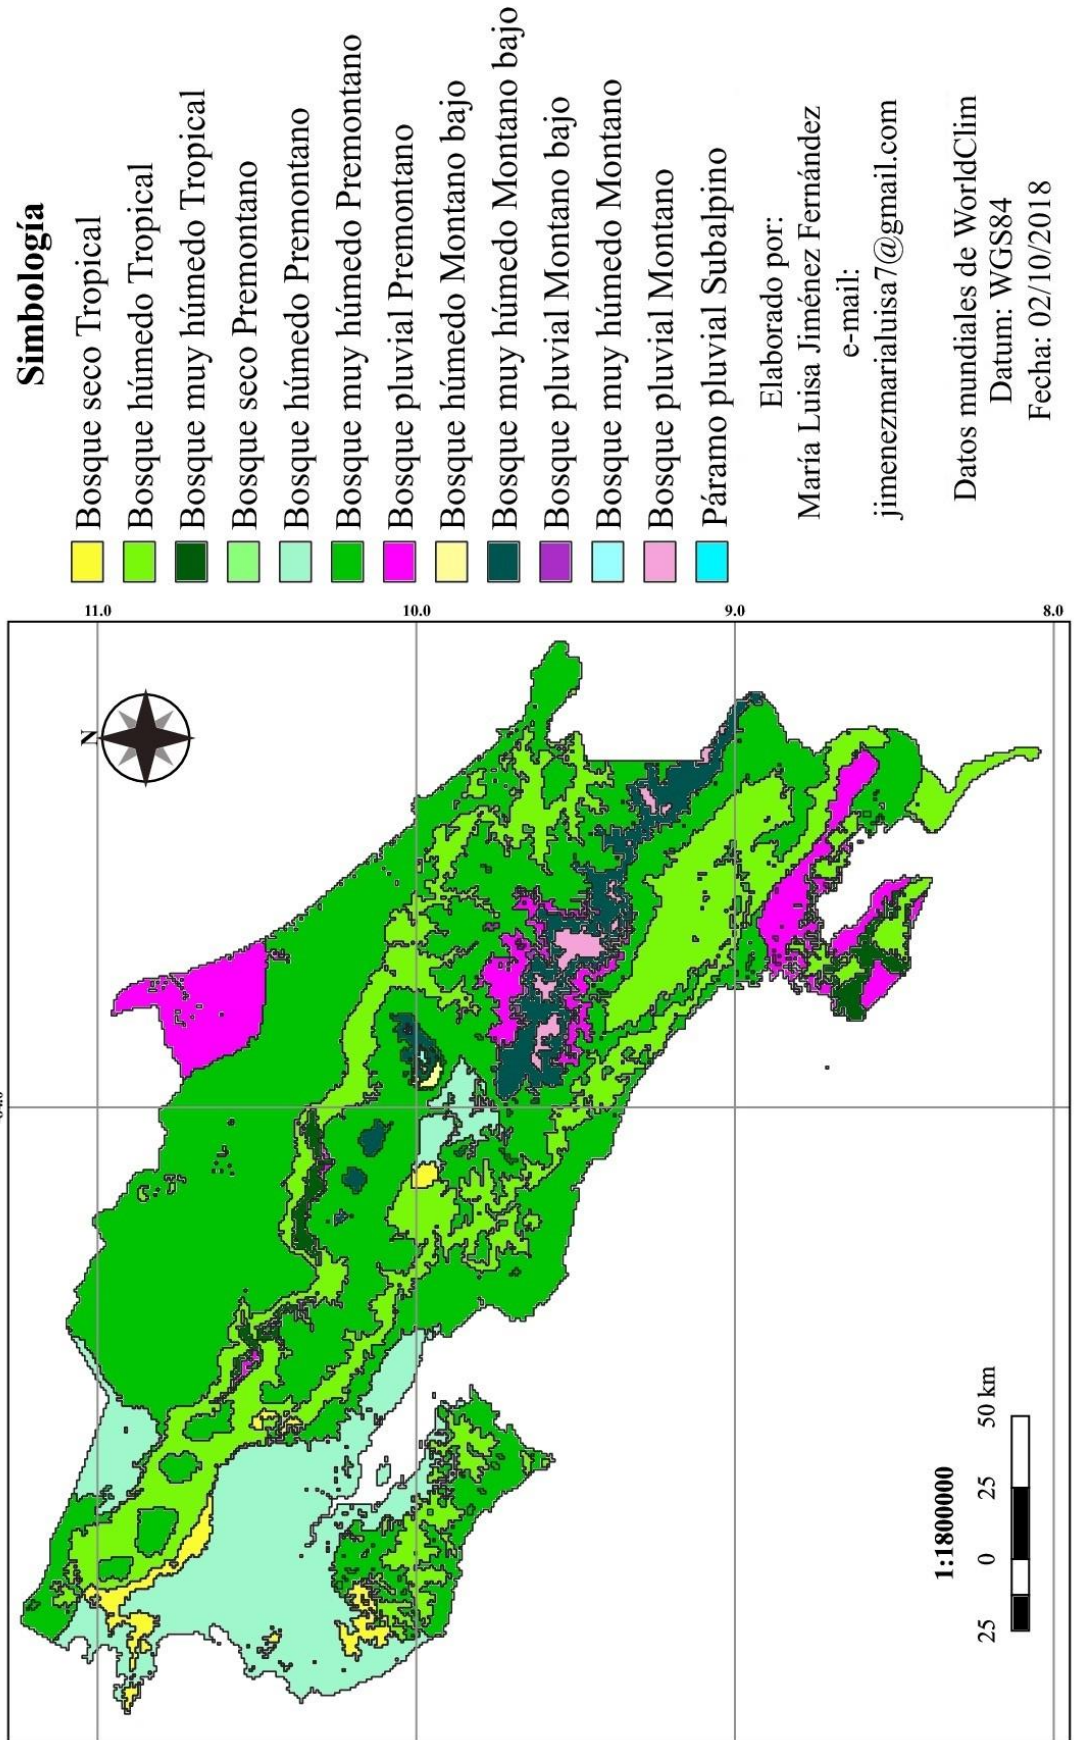 Simbología
Bosque seco Tropical
Bosque húmedo Tropical
Bosque muy húmedo Tropical
Bosque seco Premontano
Bosque húmedo Premontano
Bosque muy húmedo Premontano
Bosque pluvial Premontano
Bosque húmedo Montano bajo
Bosque muy húmedo Montano bajo
Bosque pluvial Montano bajo
Bosque muy húmedo Montano
Bosque pluvial Montano
Páramo pluvial Subalpino
Elaborado por:
María Luisa Jinénez Fernández
e-mail:
jimenezmarialuisa7@gmail.com
Datos mundiales de WorldClim
Datum: WGS84
Fecha: 02/10/2018
11.0
10.0
9.0
8.0
N
1:1800000
25 0 25 50 km